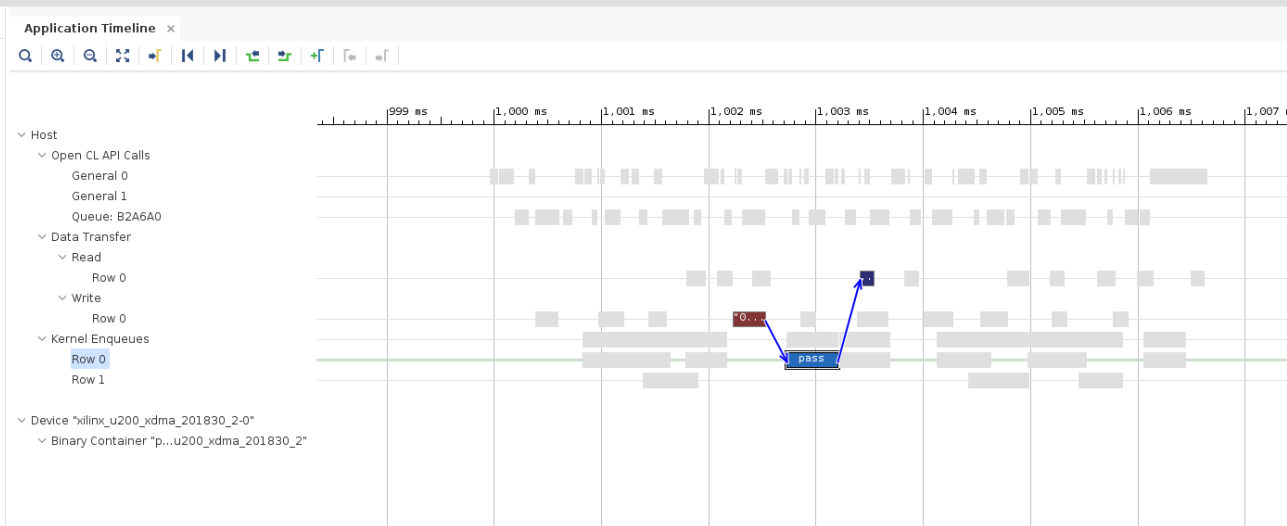 Application Timeline
999 ms 1,000 ms 1,001 ms 1,002 ms 1,003 ms 1,004 ms 1,005 ms 1,006 ms 1,007
Host
Open CL API Calls
General 0
General 1
Queue: B2A6A0
Data Transfer
Read
Row 0
Write
Row 0 "0...
Kernel Enqueues
Row 0 pass
Row 1
Device "xilinx_u200_xdma_201830_2-0"
Binary Container "p...u200_xdma_201830_2"